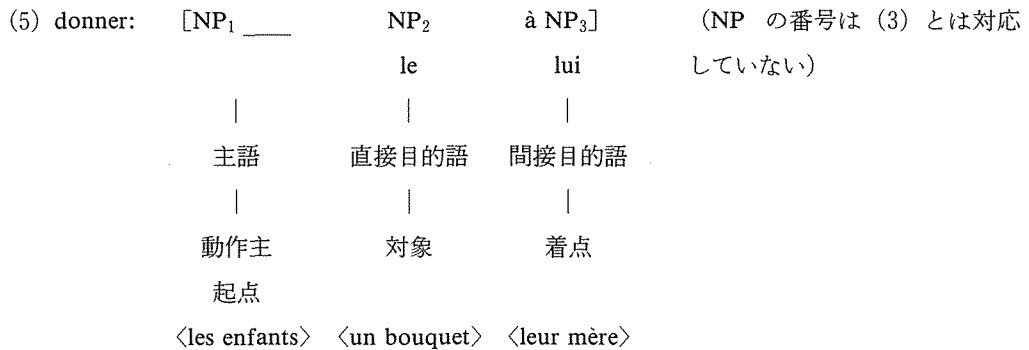 (5) donner: [NP₁ ___ NP₂ à NP₃] (NP の番号は (3) とは対応
le lui していない)
| | |
主語 直接目的語 間接目的語
| | |
動作主 対象 着点
起点
〈les enfants〉 〈un bouquet〉 〈leur mère〉